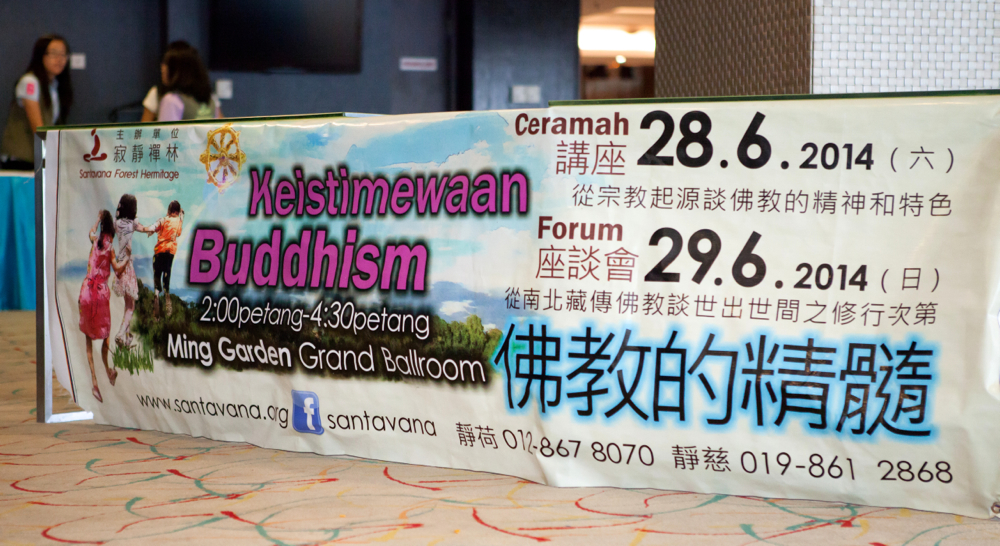 主辦單位
寂靜禪林
Santavana Forest Hermitage
Keistimewaan
Buddhism
2:00petang-4:30petang
Ming Garden Grand Ballroom
www.santavana.org f santavana
Ceramah
講座 28.6.2014 (六)
從宗教起源談佛教的精神和特色
Forum
座談會 29.6.2014 (日)
從南北藏傳佛教談世出世間之修行次第
佛教的精髓
靜荷 012-867 8070 靜慈 019-861 2868